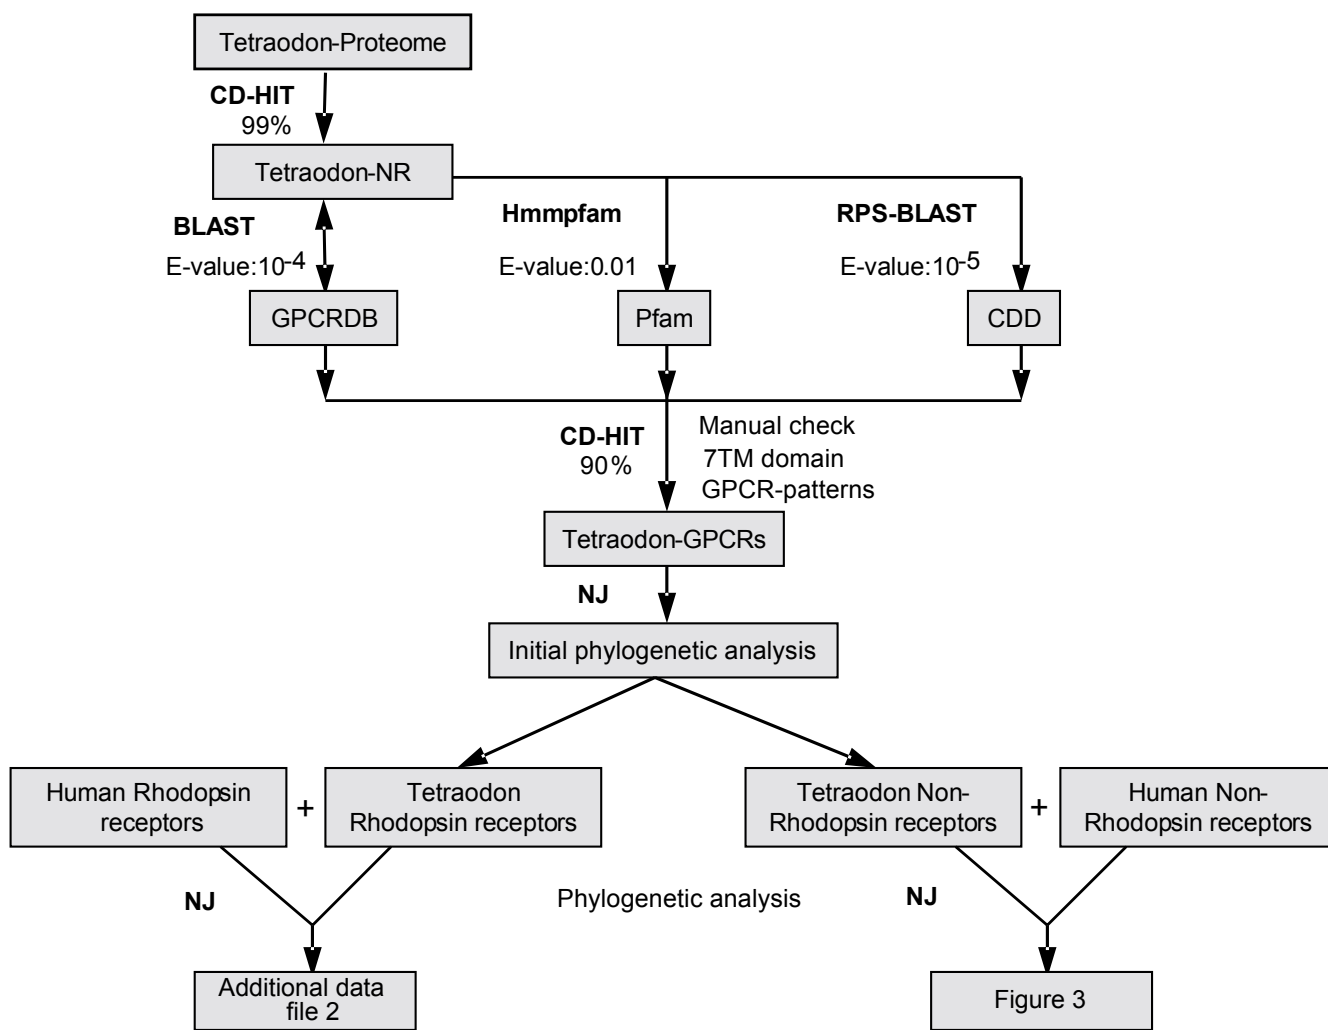 Tetraodon-Proteome
CD-HIT
99%
Tetraodon-NR
BLAST
E-value:10-4
Hmmpfam
E-value:0.01
RPS-BLAST
E-value:10-5
GPCRDB
Pfam
CDD
CD-HIT
90%
Manual check
7TM domain
GPCR-patterns
Tetraodon-GPCRs
NJ
Initial phylogenetic analysis
Human Rhodopsin
receptors
+
Tetraodon
Rhodopsin receptors
Tetraodon Non-
Rhodopsin receptors
+
Human Non-
Rhodopsin receptors
NJ
Phylogenetic analysis
NJ
Additional data
file 2
Figure 3